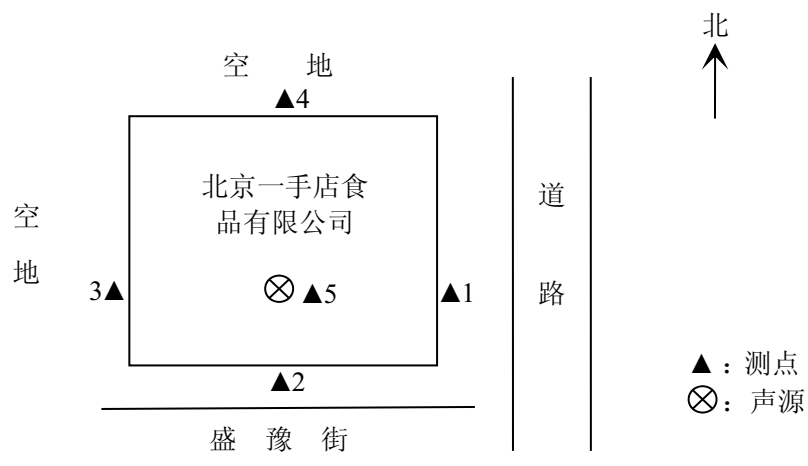 北
空 地
▲4
北京一手店食
品有限公司
空
地
道
路
3▲
▲5
▲1
▲2
▲：测点
⊗：声源
盛 豫 街